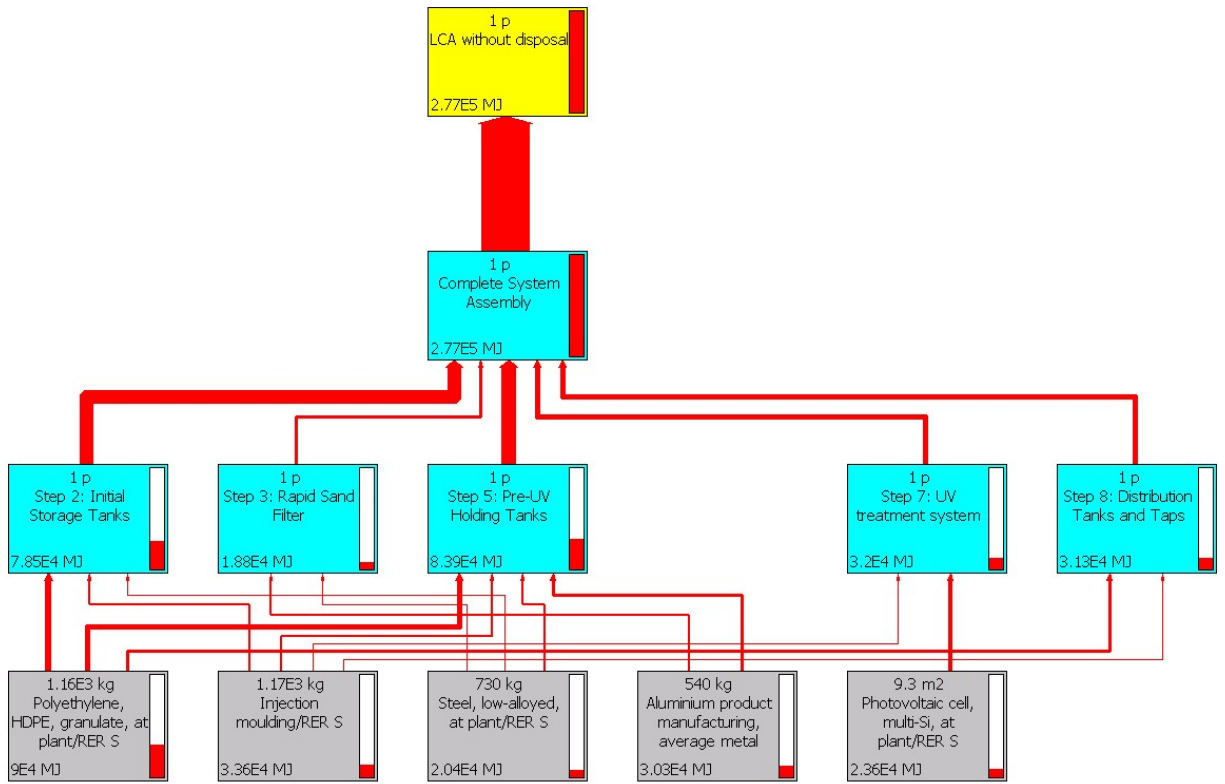 1 p
LCA without disposal
2.77E5 MJ
1 p
Complete System
Assembly
2.77E5 MJ
1 p
Step 2: Initial
Storage Tanks
7.85E4 MJ
1 p
Step 3: Rapid Sand
Filter
1.88E4 MJ
1 p
Step 5: Pre-UV
Holding Tanks
8.39E4 MJ
1 p
Step 7: UV
treatment system
3.2E4 MJ
1 p
Step 8: Distribution
Tanks and Taps
3.13E4 MJ
1.16E3 kg
Polyethylene,
HDPE, granulate, at
plant/RER S
9E4 MJ
1.17E3 kg
Injection
moulding/RER S
3.36E4 MJ
730 kg
Steel, low-alloyed,
at plant/RER S
2.04E4 MJ
540 kg
Aluminium product
manufacturing,
average metal
3.03E4 MJ
9.3 m2
Photovoltaic cell,
multi-Si, at
plant/RER S
2.36E4 MJ